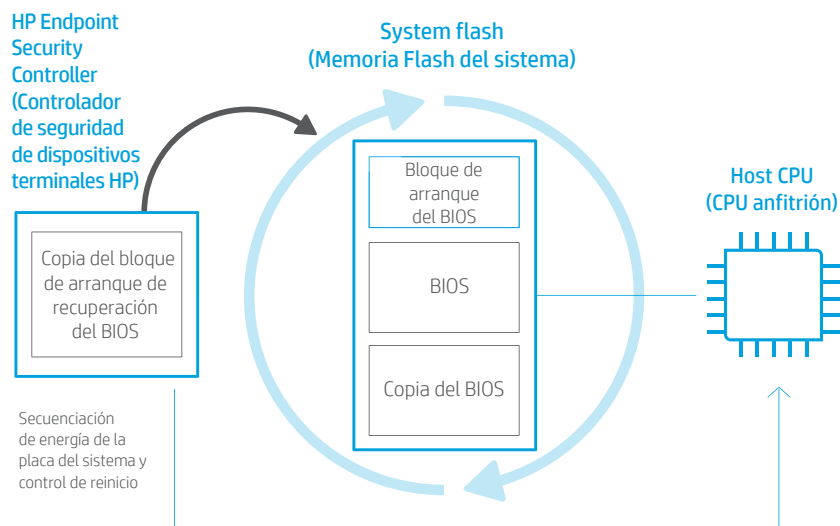 HP Endpoint
Security
Controller
(Controlador
de seguridad
de dispositivos
terminales HP)
System flash
(Memoria Flash del sistema)
Host CPU
(CPU anfitrión)
Copia del bloque
de arranque de
recuperación
del BIOS
Bloque de
arranque
del BIOS
BIOS
Copia del BIOS
Secuenciación
de energía de la
placa del sistema y
control de reinicio